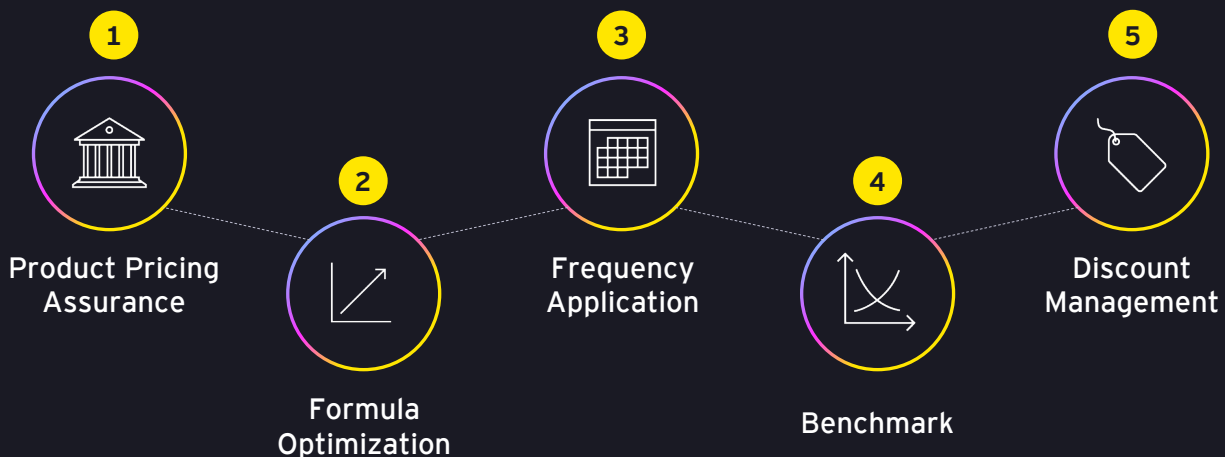 1
Product Pricing
Assurance
2
Formula
Optimization
3
Frequency
Application
4
Benchmark
5
Discount
Management